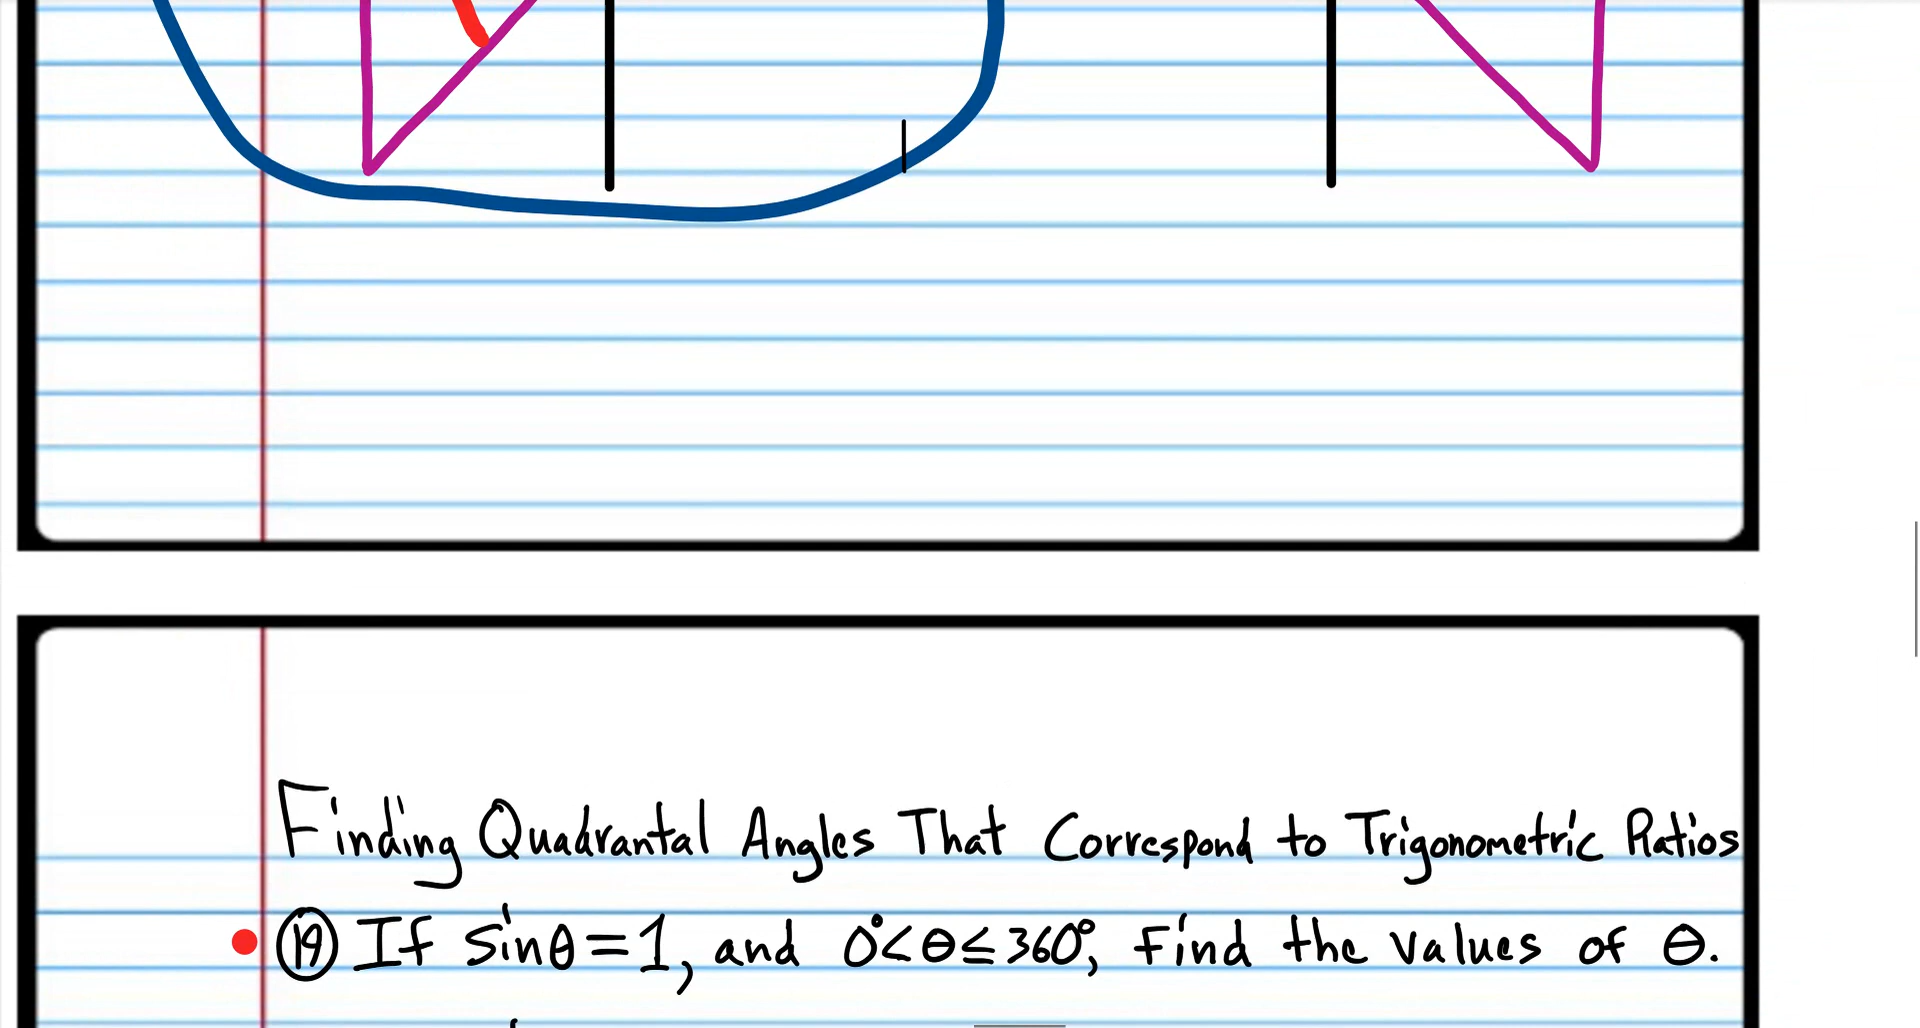 Finding Quadrantal Angles That Correspond to Trigonometric Ratios
⑲ If sinθ=1, and 0°<θ≤360°, Find the values of θ.